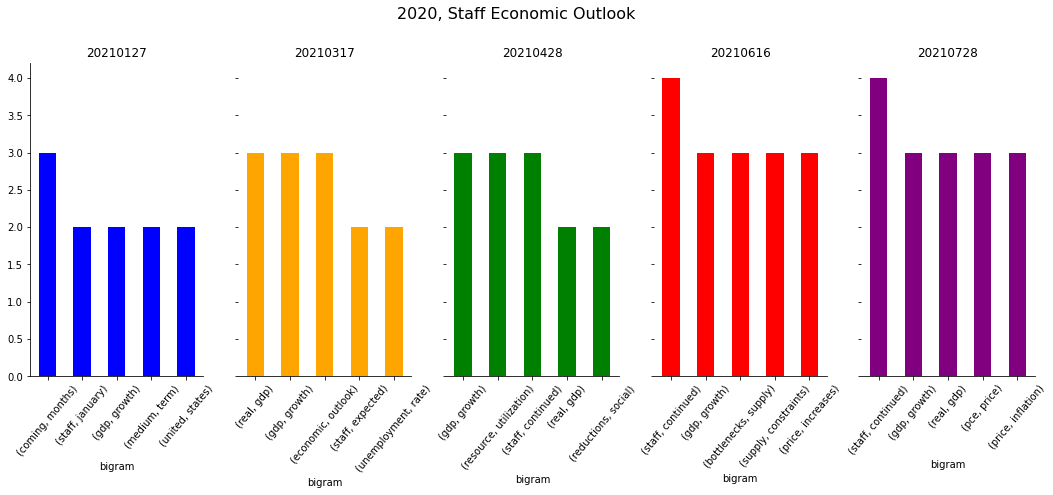 2020, Staff Economic Outlook
20210127
20210317
20210428
20210616
20210728
4.0
3.5
3.0
2.5
2.0
1.5
1.0
0.5
0.0
(coming, months)
(staff, january)
(gdp, growth)
(medium, term)
(united, states)
bigram
(real, gdp)
(gdp, growth)
(economic, outlook)
(staff, expected)
(unemployment, rate)
bigram
(gdp, growth)
(resource, utilization)
(staff, continued)
(real, gdp)
(reductions, social)
bigram
(staff, continued)
(gdp, growth)
(bottlenecks, supply)
(supply, constraints)
(price, increases)
bigram
(staff, continued)
(gdp, growth)
(real, gdp)
(pce, price)
(price, inflation)
bigram